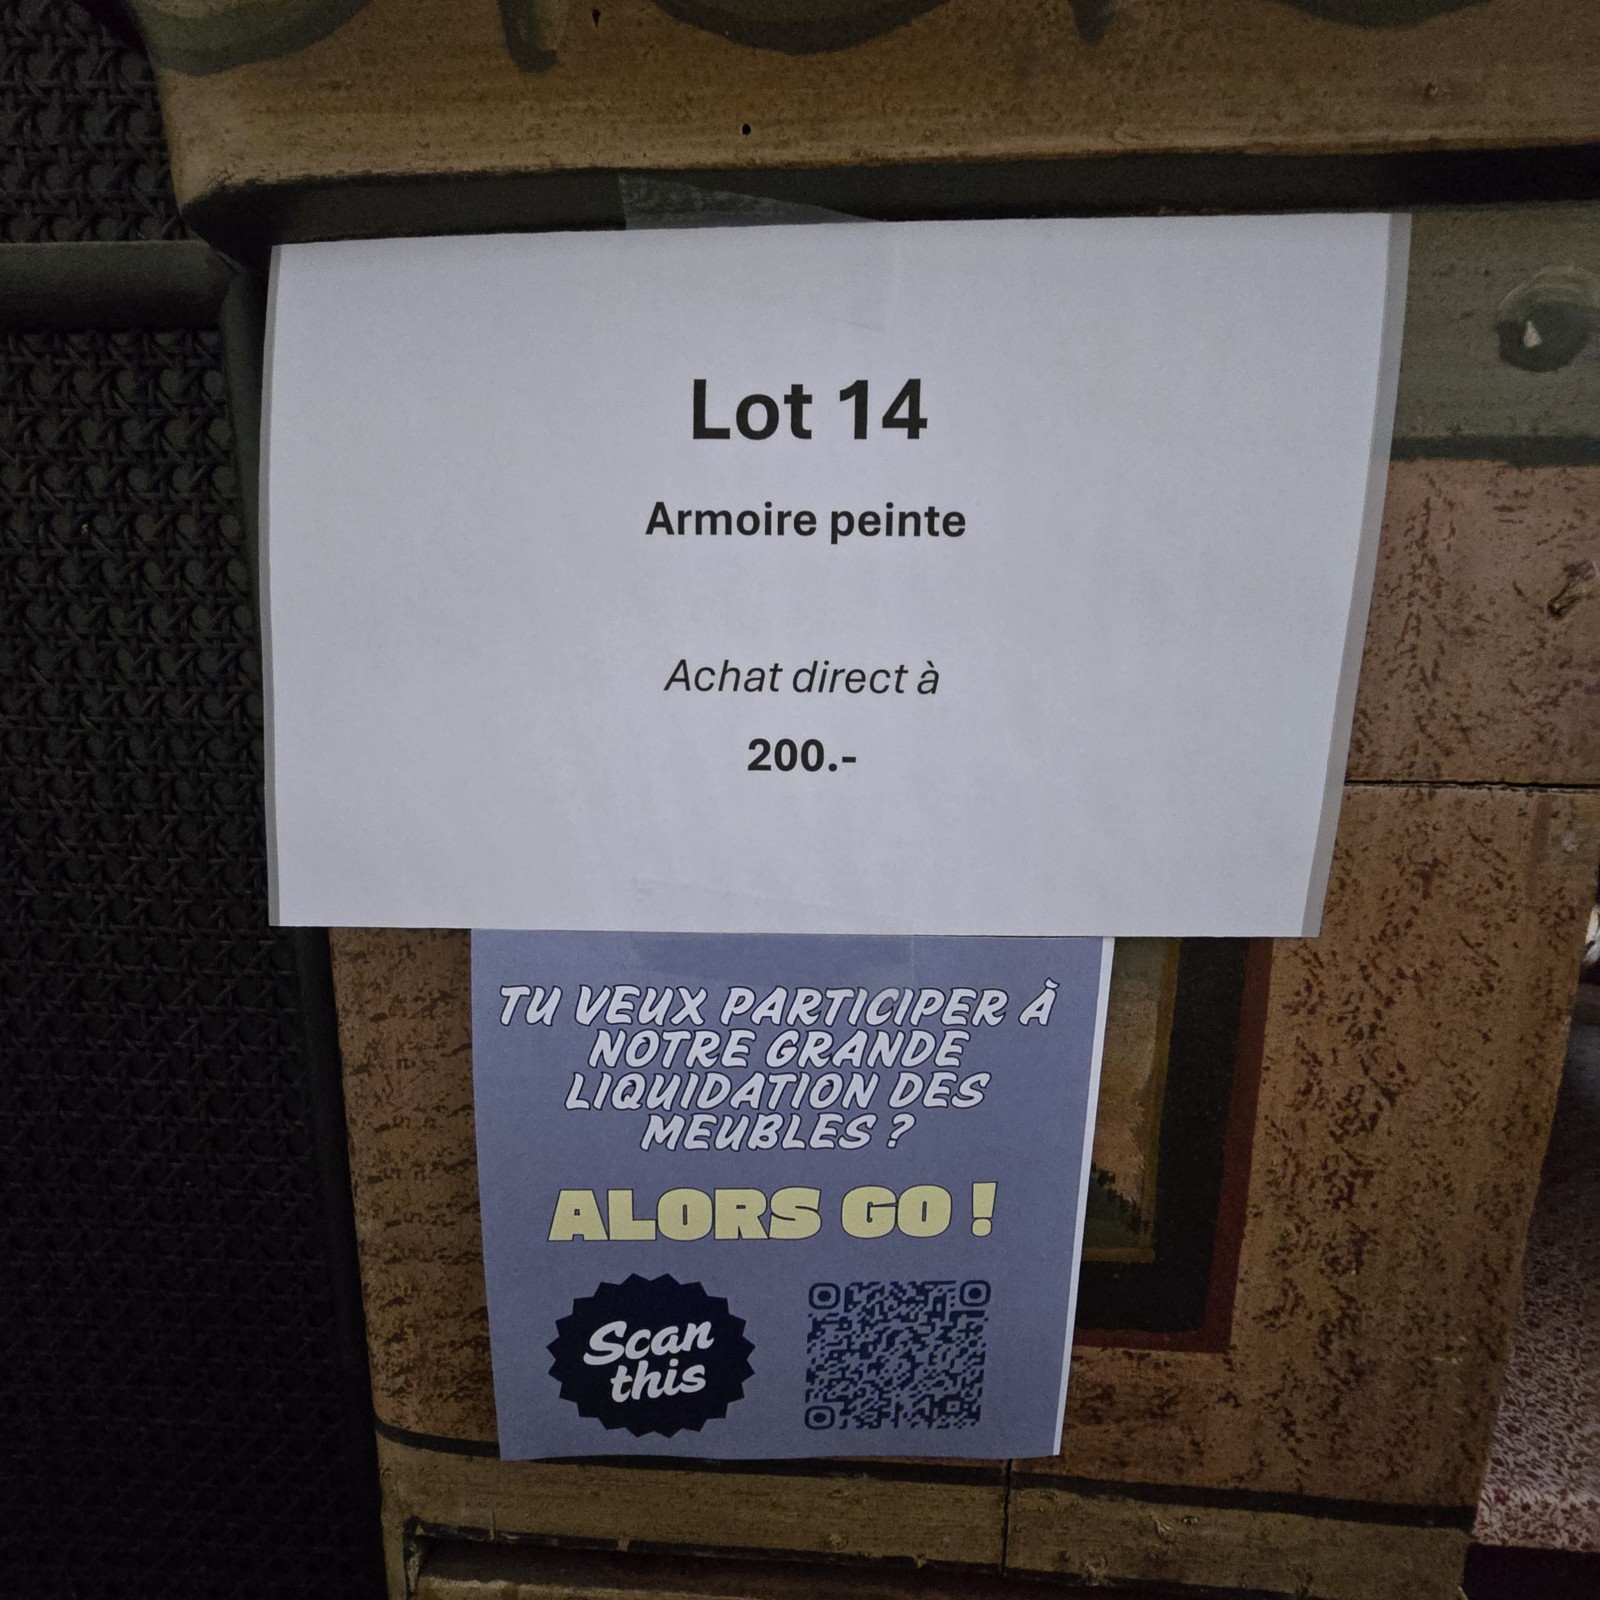 Lot 14
Armoire peinte
Achat direct à
200.-
TU VEUX PARTICIPER À
NOTRE GRANDE
LIQUIDATION DES
MEUBLES ?
ALORS GO !
Scan
this